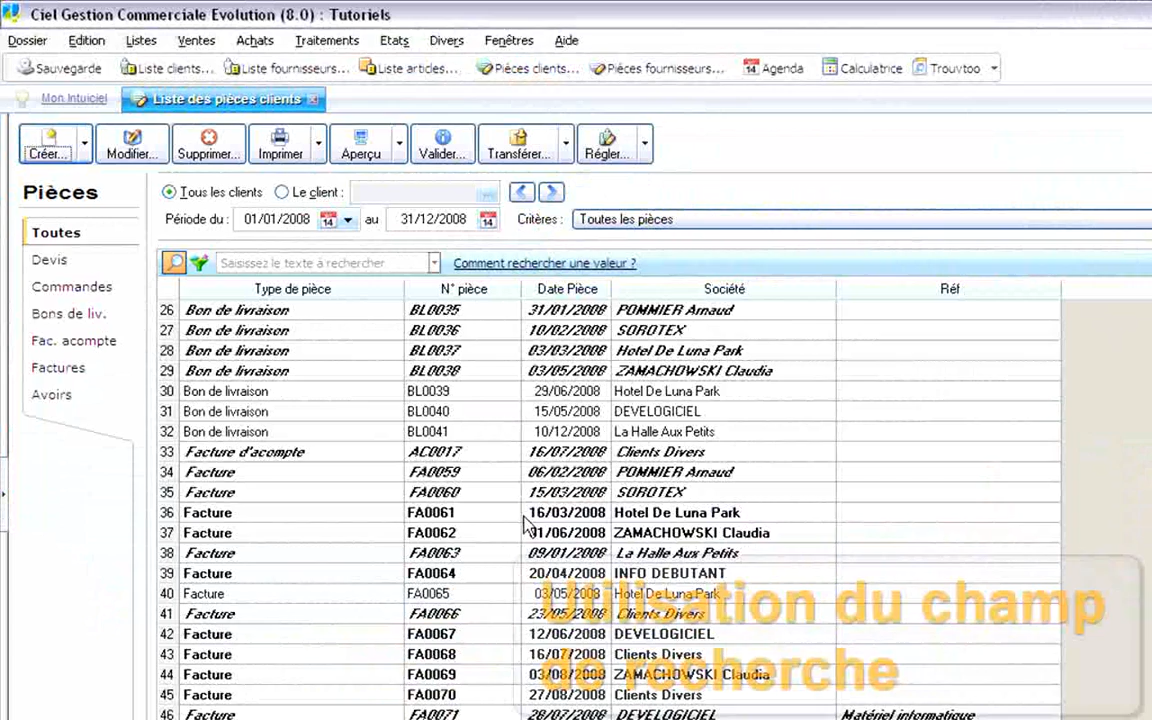 Ciel Gestion Commerciale Evolution (8.0) : Tutoriels
Dossier Edition Listes Ventes Achats Traitements Etats Divers Fenêtres Aide
Sauvegarde Liste clients... Liste fournisseurs... Liste articles... Pièces clients... Pièces fournisseurs... 14 Agenda Calculatrice Trouvtoo
Mon Intuiciel Liste des pièces clients
Créer... Modifier... Supprimer... Imprimer Aperçu Valider... Transférer... Régler...
Pièces
Toutes
Devis
Commandes
Bons de liv.
Fac. acompte
Factures
Avoirs
Tous les clients Le client :
Période du : 01/01/2008 14 au 31/12/2008 14 Critères : Toutes les pièces
Saisissez le texte à rechercher Comment rechercher une valeur ?
Type de pièce N° pièce Date Pièce Société Réf
26 Bon de livraison BL0035 31/01/2008 POMMIER Arnaud
27 Bon de livraison BL0036 10/02/2008 SOROTEX
28 Bon de livraison BL0037 03/03/2008 Hotel De Luna Park
29 Bon de livraison BL0038 03/05/2008 ZAMACHOWSKI Claudia
30 Bon de livraison BL0039 29/06/2008 Hotel De Luna Park
31 Bon de livraison BL0040 15/05/2008 DEVELOGICIEL
32 Bon de livraison BL0041 10/12/2008 La Halle Aux Petits
33 Facture d'acompte AC0017 16/07/2008 Clients Divers
34 Facture FA0059 06/02/2008 POMMIER Arnaud
35 Facture FA0060 15/03/2008 SOROTEX
36 Facture FA0061 16/03/2008 Hotel De Luna Park
37 Facture FA0062 01/06/2008 ZAMACHOWSKI Claudia
38 Facture FA0063 09/01/2008 La Halle Aux Petits
39 Facture FA0064 20/04/2008 INFO DEBUTANT
40 Facture FA0065 03/05/2008 Hotel De Luna Park
41 Facture FA0066 23/05/2008 Clients Divers
42 Facture FA0067 12/06/2008 DEVELOGICIEL
43 Facture FA0068 16/07/2008 Clients Divers
44 Facture FA0069 03/08/2008 ZAMACHOWSKI Claudia
45 Facture FA0070 27/08/2008 Clients Divers
46 Facture FA0071 28/07/2008 DEVELOGICIEL Matériel informatique
Utilisation du champ
de recherche